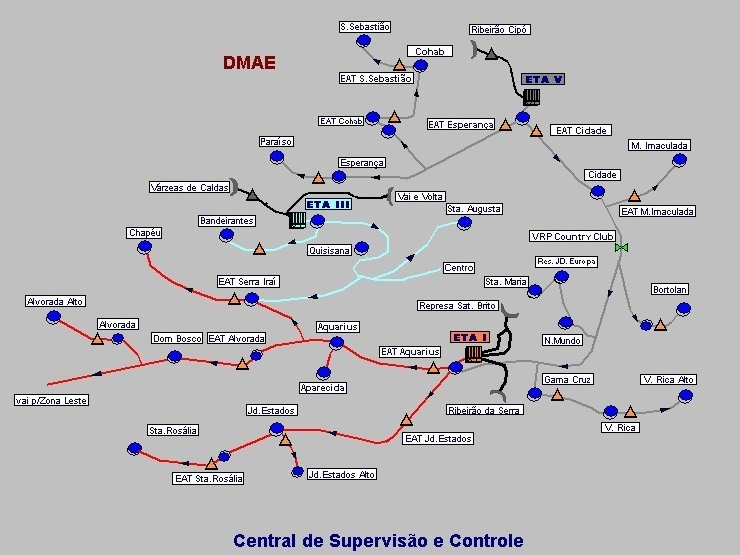 S.Sebastião
Ribeirão Cipó
Cohab
DMAE
EAT S.Sebastião
ETA V
EAT Cohab
EAT Esperança
EAT Cidade
Paraíso
M. Imaculada
Esperança
Cidade
Várzeas de Caldas
Vai e Volta
ETA III
Sta. Augusta
EAT M.Imaculada
Bandeirantes
Chapéu
VRP Country Club
Quisisana
Centro
Res. JD. Europa
EAT Serra Iraí
Sta. Maria
Bortolan
Alvorada Alto
Represa Sat. Brito
Alvorada
Aquarius
Dom Bosco
EAT Alvorada
ETA I
N.Mundo
EAT Aquarius
Gama Cruz
V. Rica Alto
Aparecida
vai p/Zona Leste
Jd.Estados
Ribeirão da Serra
V. Rica
Sta.Rosália
EAT Jd.Estados
EAT Sta.Rosália
Jd.Estados Alto
Central de Supervisão e Controle